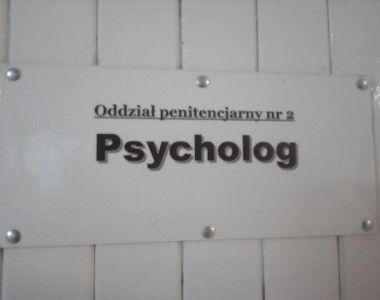 Oddział penitencjarny nr 2
Psycholog